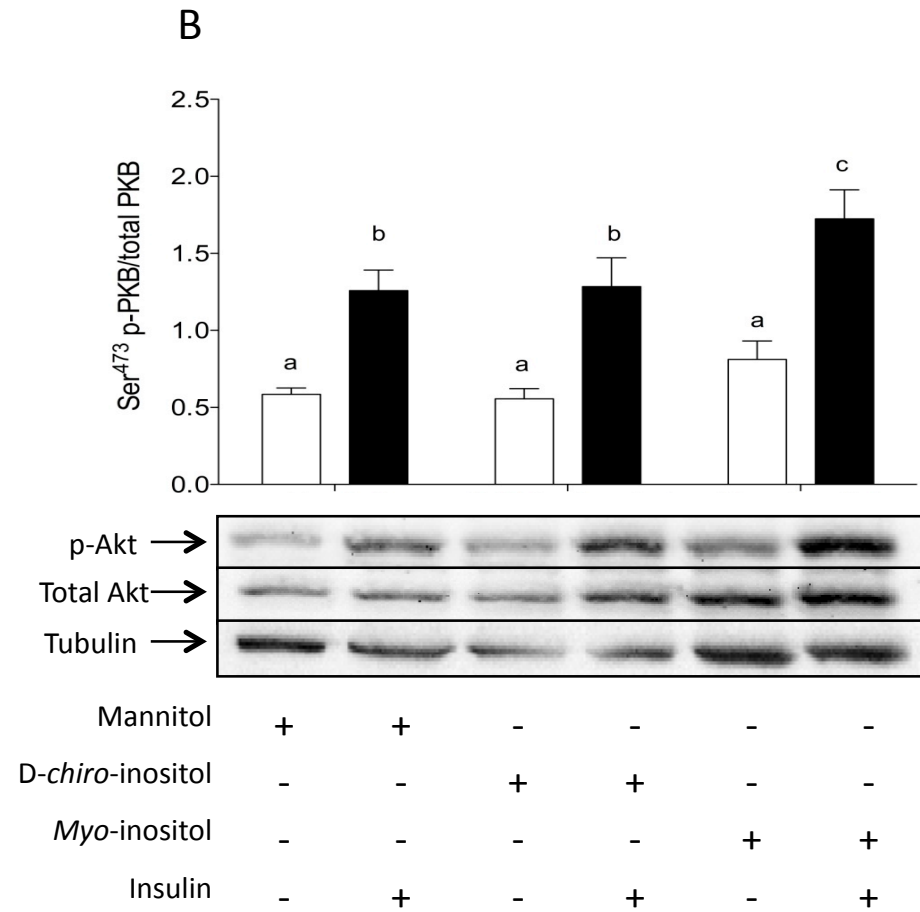 B
2.5
2.0
1.5
1.0
0.5
0.0
Ser473 p-PKB/total PKB
a b a b a c
p-Akt
Total Akt
Tubulin
Mannitol + + - - - -
D-chiro-inositol - - + + - -
Myo-inositol - - - - + +
Insulin - + - + - +